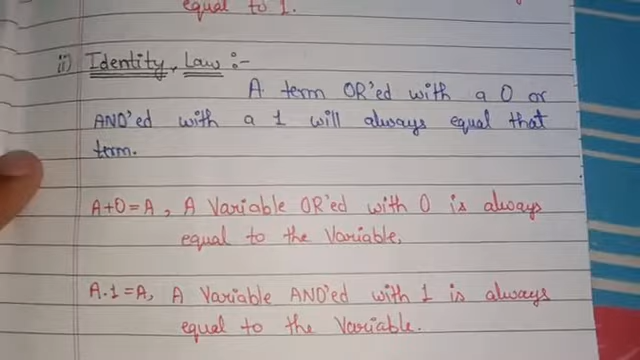 equal to 1.
ii) Identity Law :-
A term OR'ed with a 0 or
AND'ed with a 1 will always equal that
term.
A+0=A, A Variable OR'ed with 0 is always
equal to the Variable.
A.1=A, A Variable AND'ed with 1 is always
equal to the Variable.